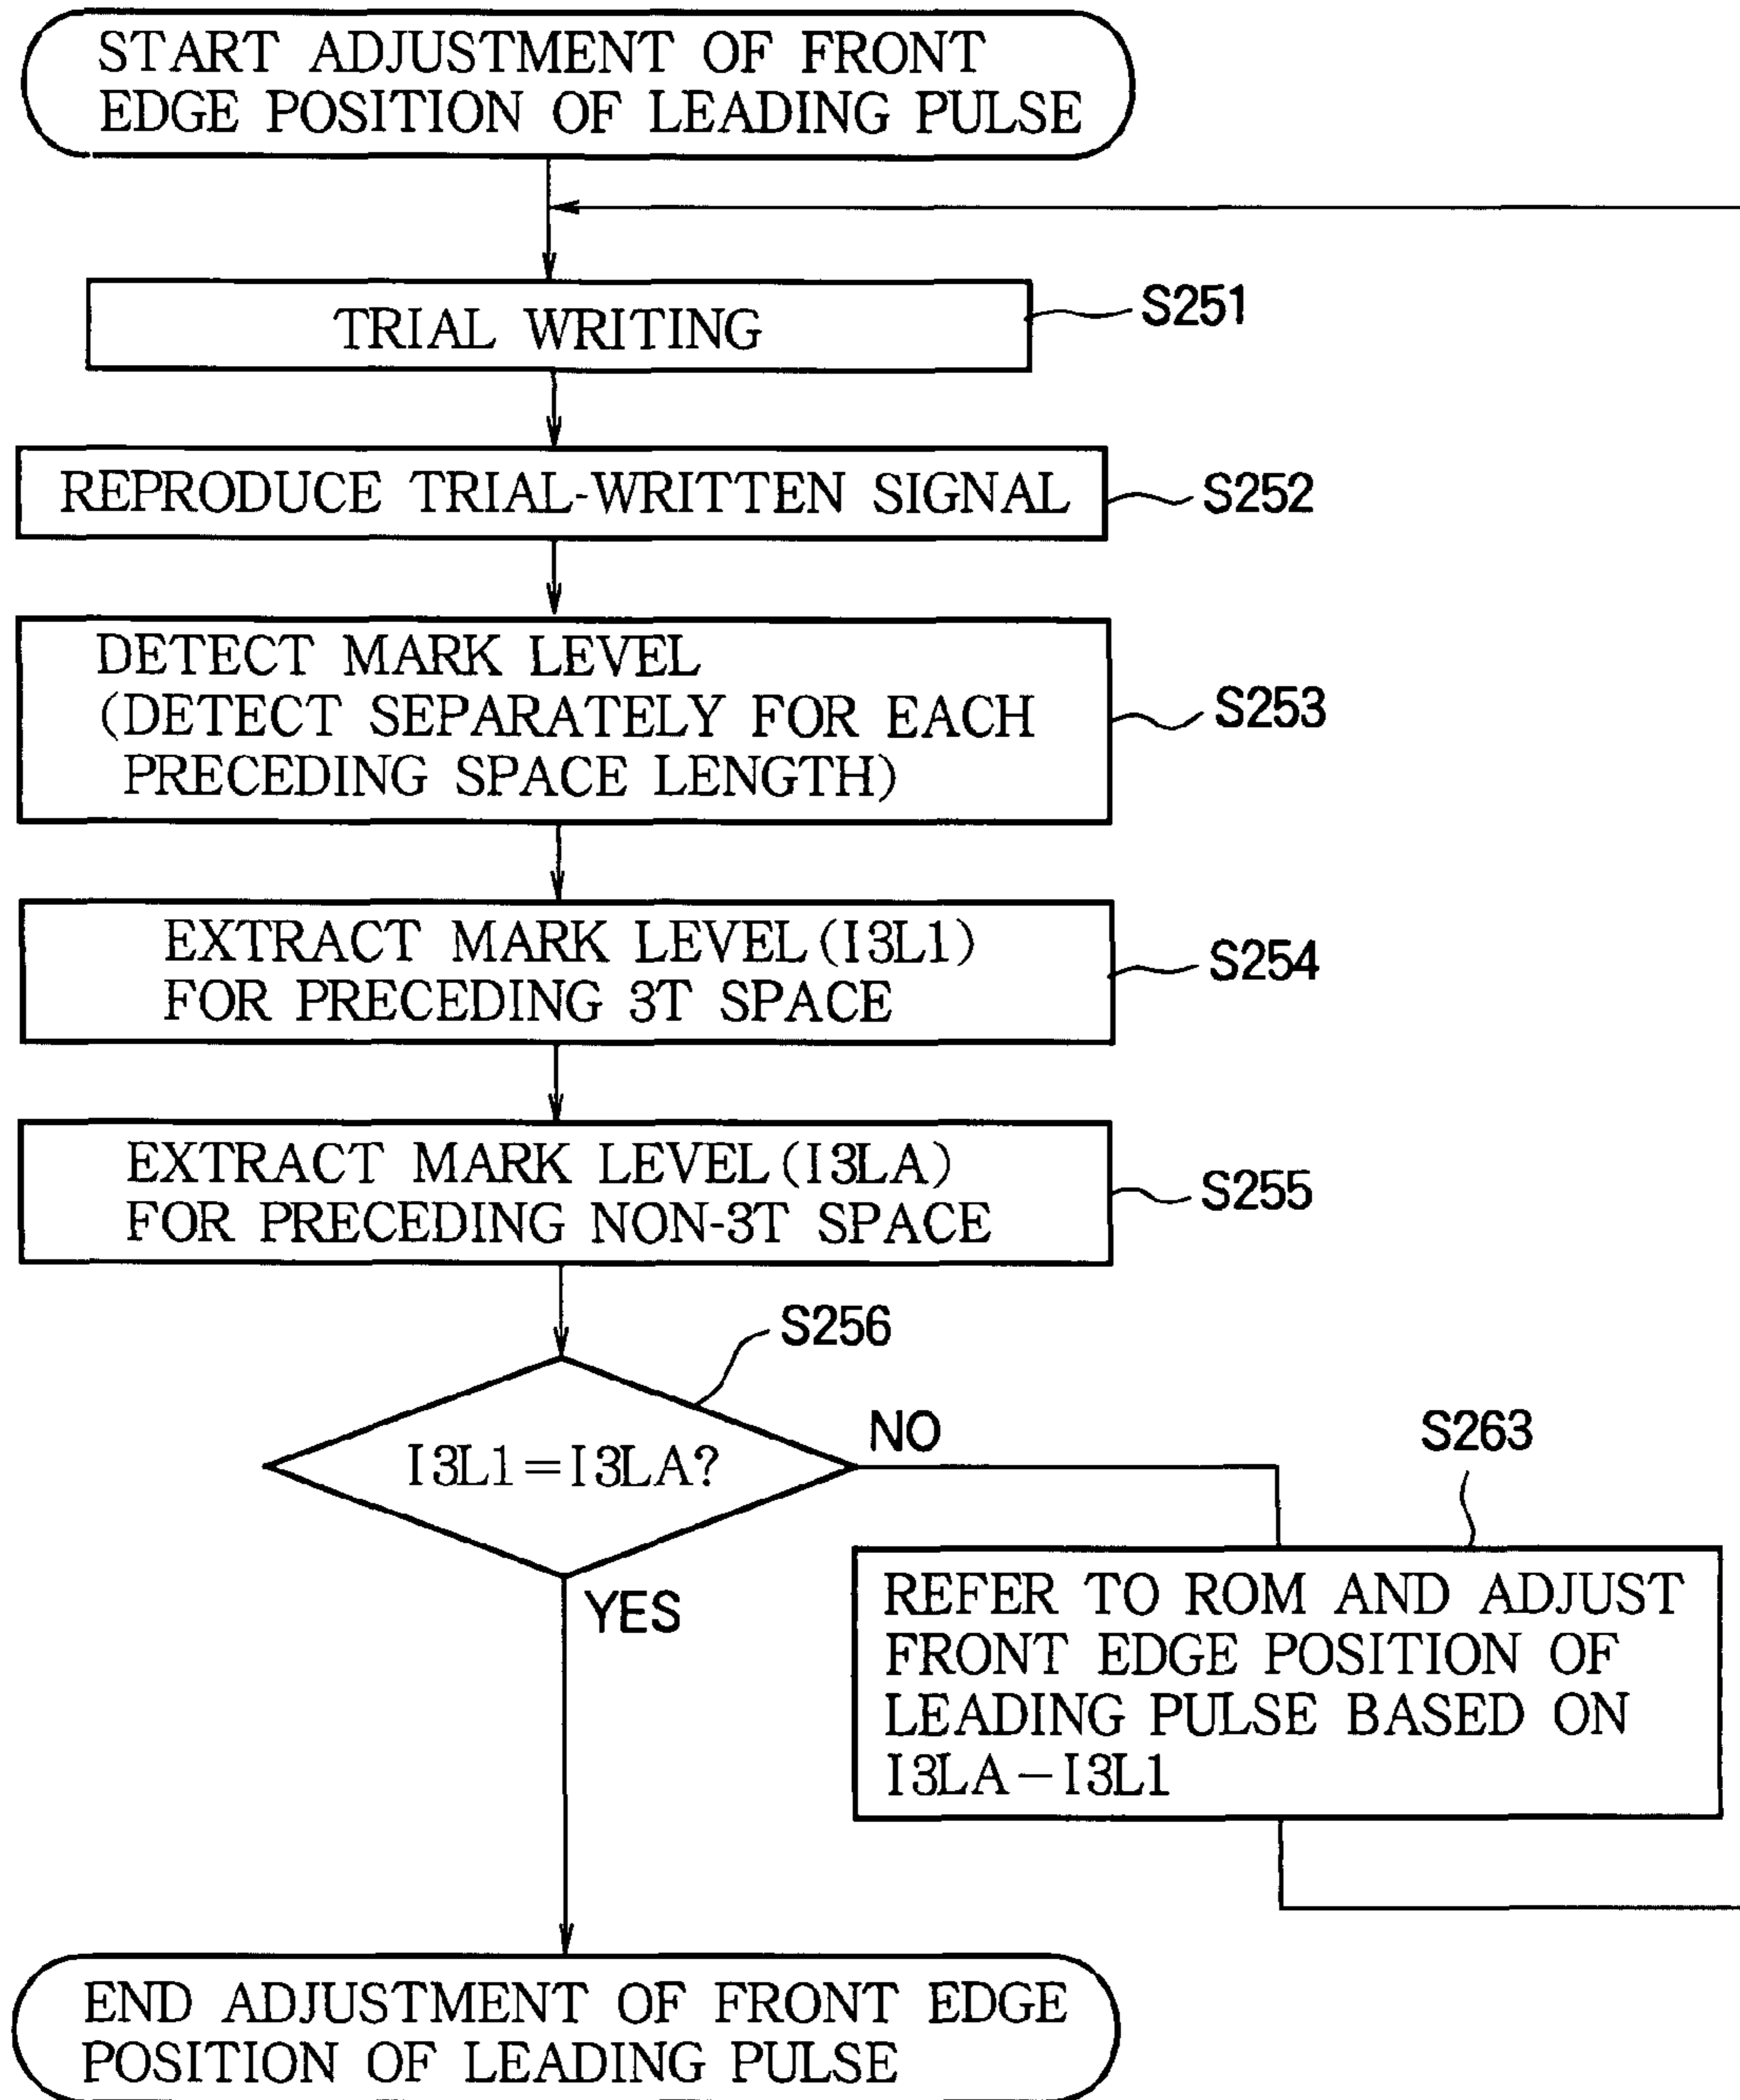 START ADJUSTMENT OF FRONT
EDGE POSITION OF LEADING PULSE
TRIAL WRITING
S251
REPRODUCE TRIAL-WRITTEN SIGNAL
S252
DETECT MARK LEVEL
(DETECT SEPARATELY FOR EACH
PRECEDING SPACE LENGTH)
S253
EXTRACT MARK LEVEL(I3L1)
FOR PRECEDING 3T SPACE
S254
EXTRACT MARK LEVEL(I3LA)
FOR PRECEDING NON-3T SPACE
S255
S256
I3L1=I3LA?
NO
YES
S263
REFER TO ROM AND ADJUST
FRONT EDGE POSITION OF
LEADING PULSE BASED ON
I3LA-I3L1
END ADJUSTMENT OF FRONT EDGE
POSITION OF LEADING PULSE